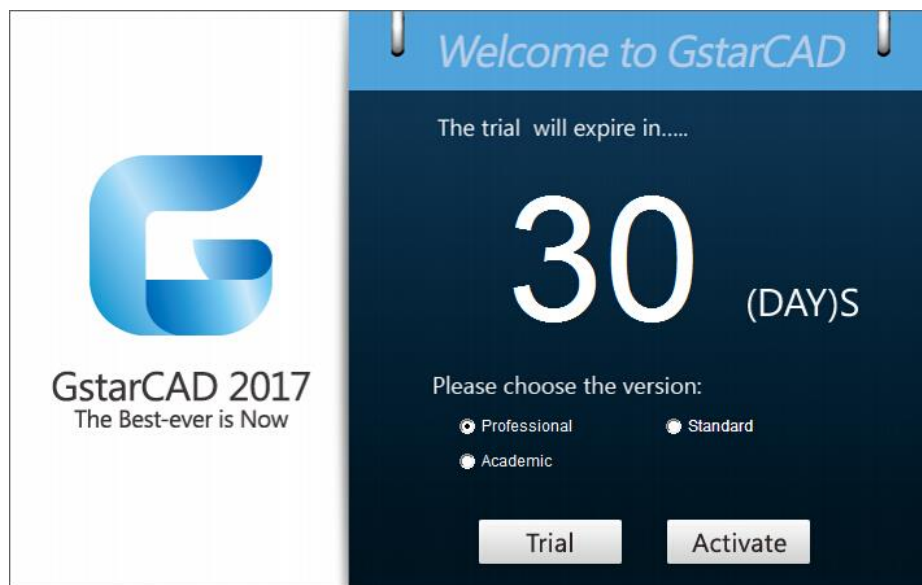 Welcome to GstarCAD
The trial will expire in.....
30 (DAY)S
GstarCAD 2017
The Best-ever is Now
Please choose the version:
Professional Standard
Academic
Trial Activate